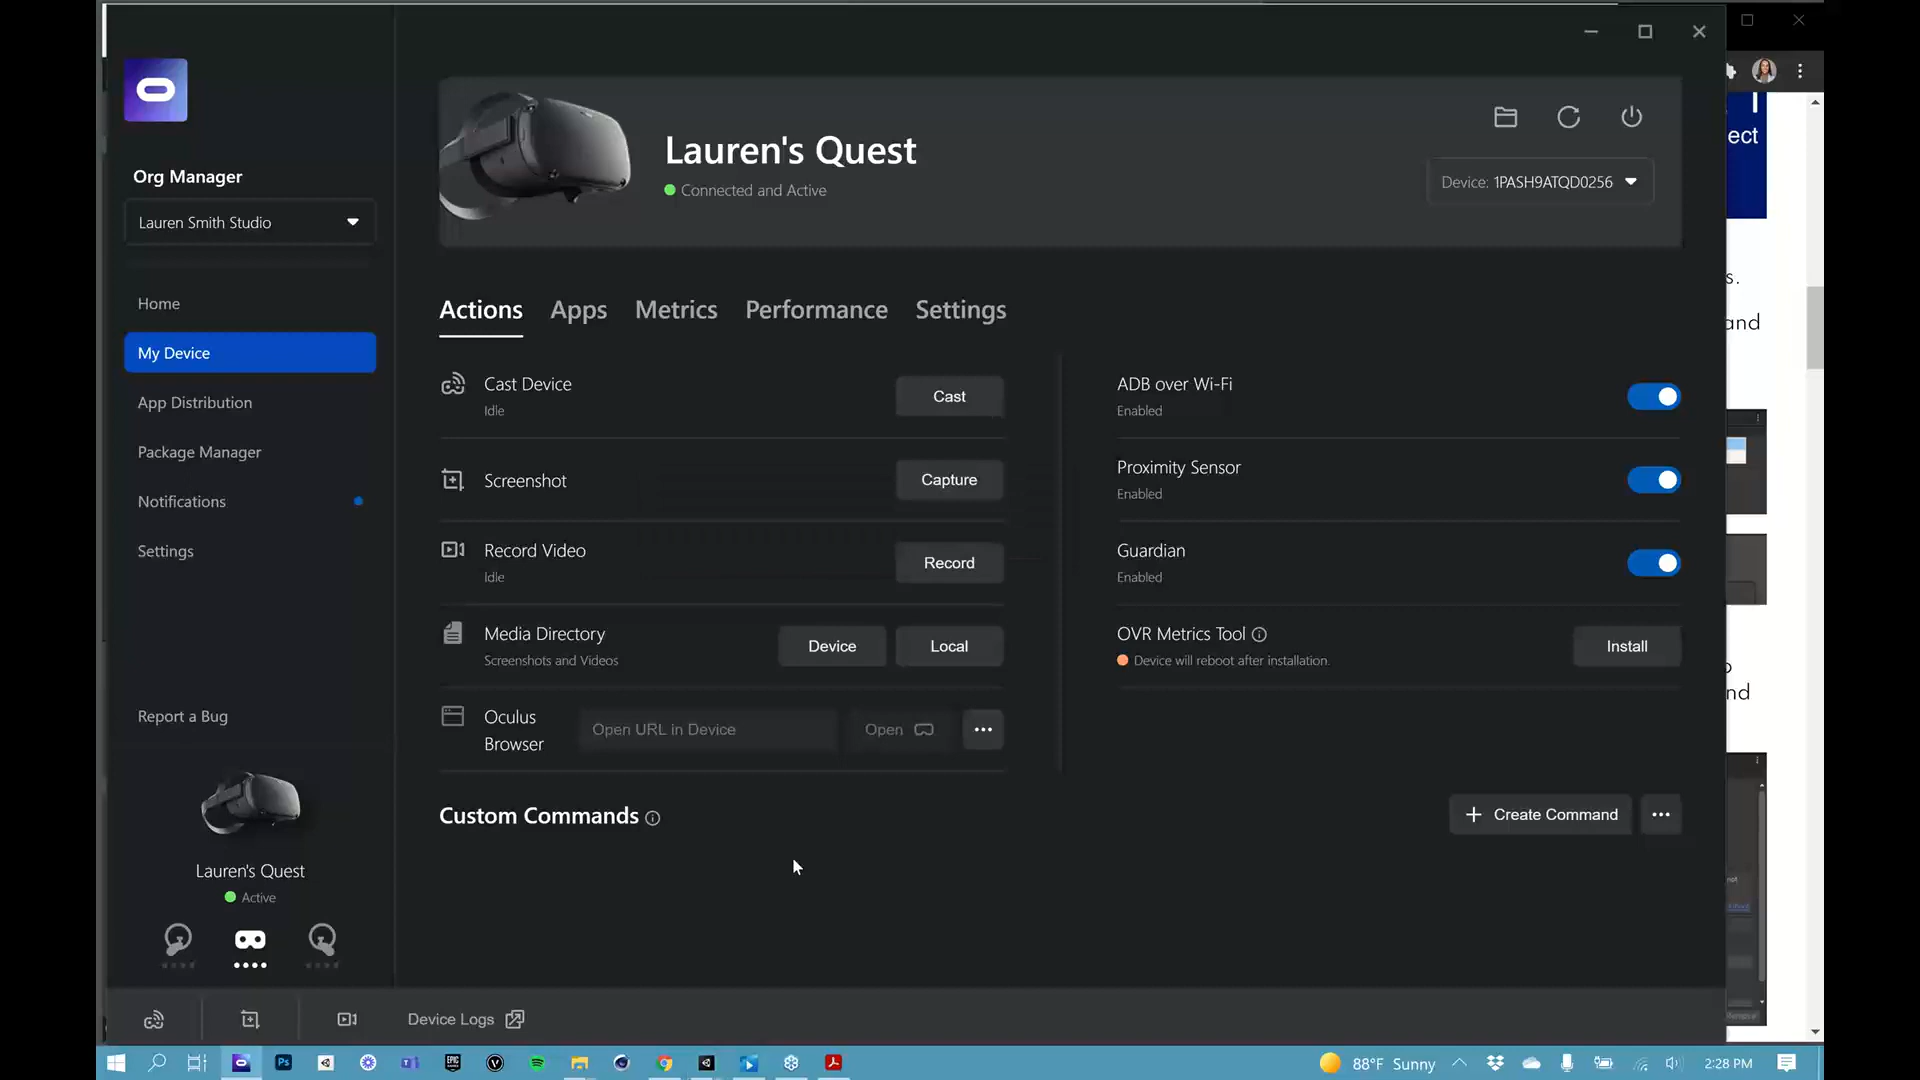 Org Manager
Lauren Smith Studio
Home
My Device
App Distribution
Package Manager
Notifications
Settings
Report a Bug
Lauren's Quest
Active
Lauren's Quest
Connected and Active
Device: 1PASH9ATQD0256
Actions
Apps
Metrics
Performance
Settings
Cast Device
Idle
Cast
Screenshot
Capture
Record Video
Idle
Record
Media Directory
Screenshots and Videos
Device
Local
Oculus
Browser
Open URL in Device
Open
ADB over Wi-Fi
Enabled
Proximity Sensor
Enabled
Guardian
Enabled
OVR Metrics Tool
Device will reboot after installation.
Install
Custom Commands
Create Command
Device Logs
ect
s.
and
nd
not
Ps
EPIC
88°F Sunny
2:28 PM